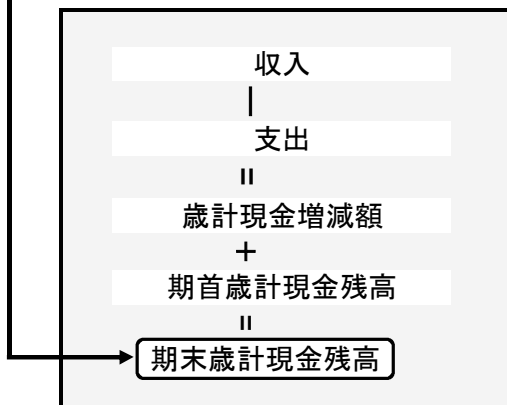 収入
｜
支出
＝
歳計現金増減額
＋
期首歳計現金残高
＝
期末歳計現金残高